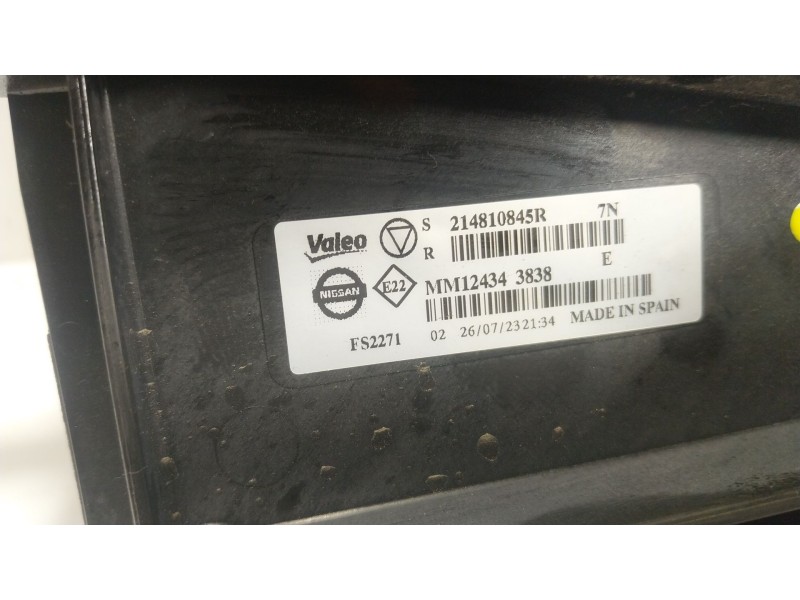 Valeo S 214810845R 7N
R E
NISSAN E22 MM12434 3838
FS2271 02 26/07/23 21:34 MADE IN SPAIN